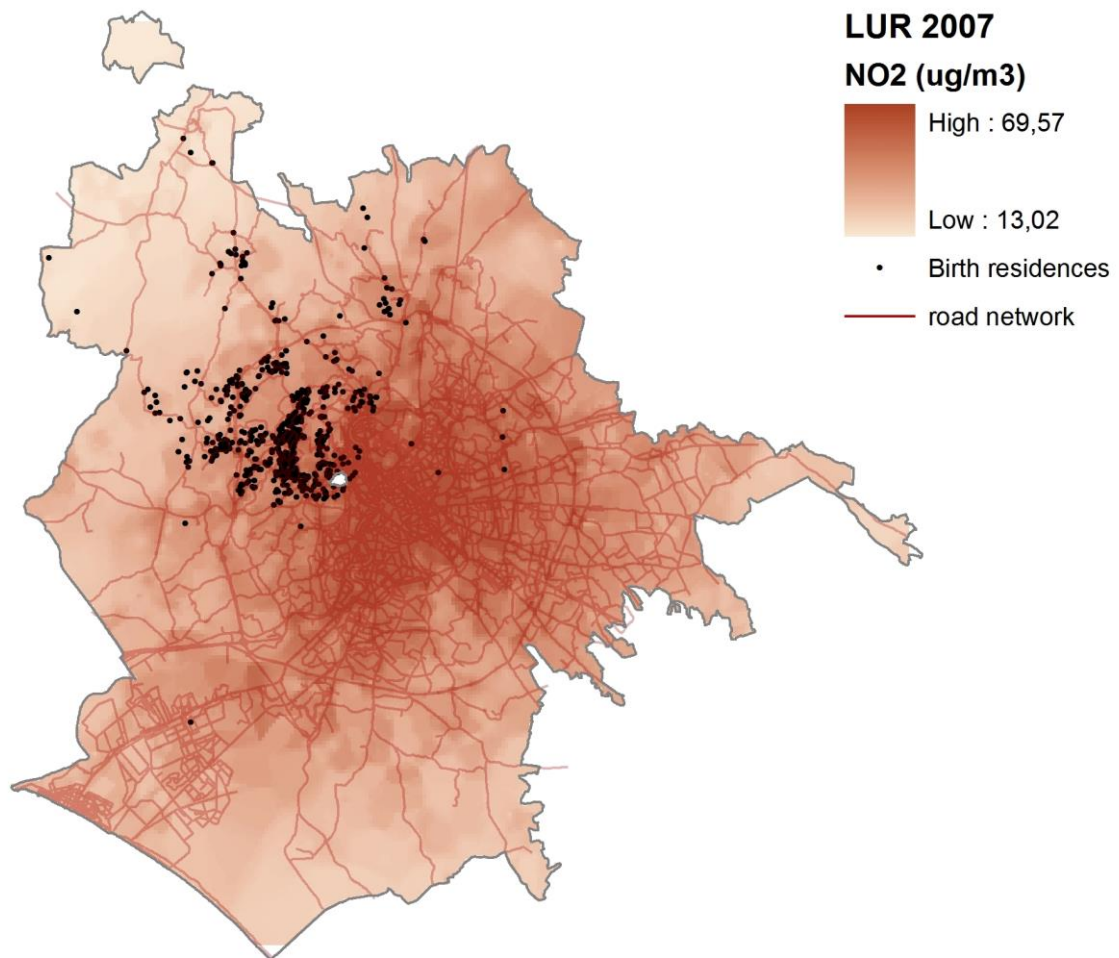 LUR 2007
NO2 (ug/m3)
High : 69,57
Low : 13,02
Birth residences
road network